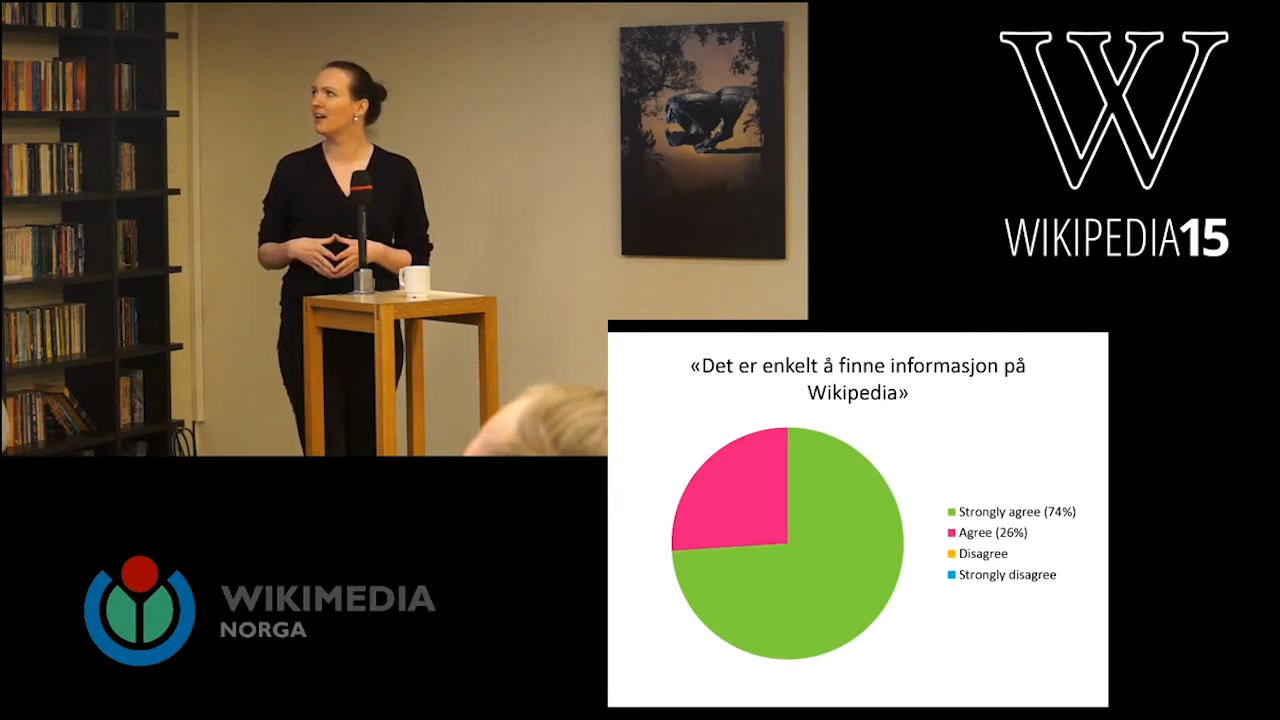 W
WIKIPEDIA15
«Det er enkelt å finne informasjon på
Wikipedia»
Strongly agree (74%)
Agree (26%)
Disagree
Strongly disagree
WIKIMEDIA
NORGA